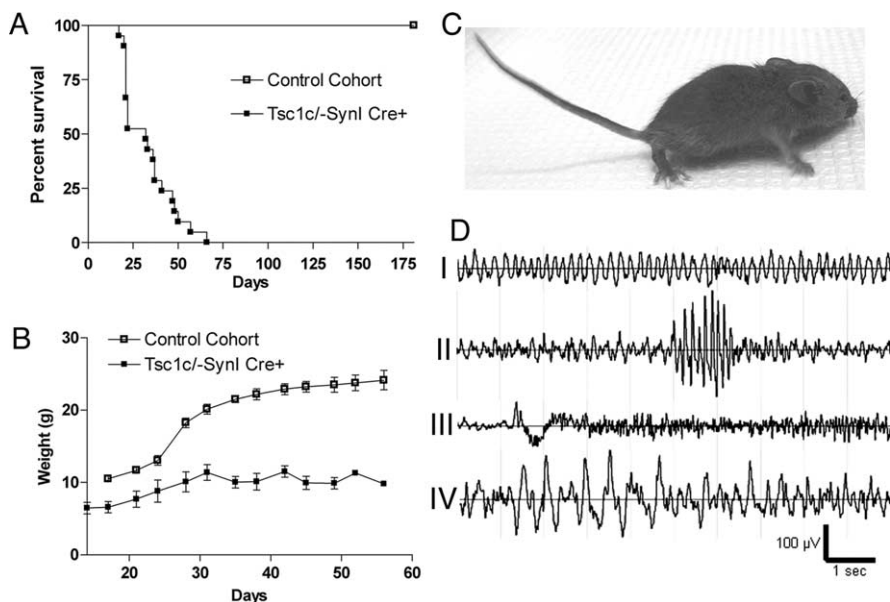 A
100
75
50
25
0
Percent survival
Control Cohort
Tsc1c/-SynI Cre+
0 25 50 75 100 125 150 175
Days
B
30
20
10
0
Weight (g)
Control Cohort
Tsc1c/-SynI Cre+
20 30 40 50 60
Days
C
D
I
II
III
IV
100 µV
1 sec